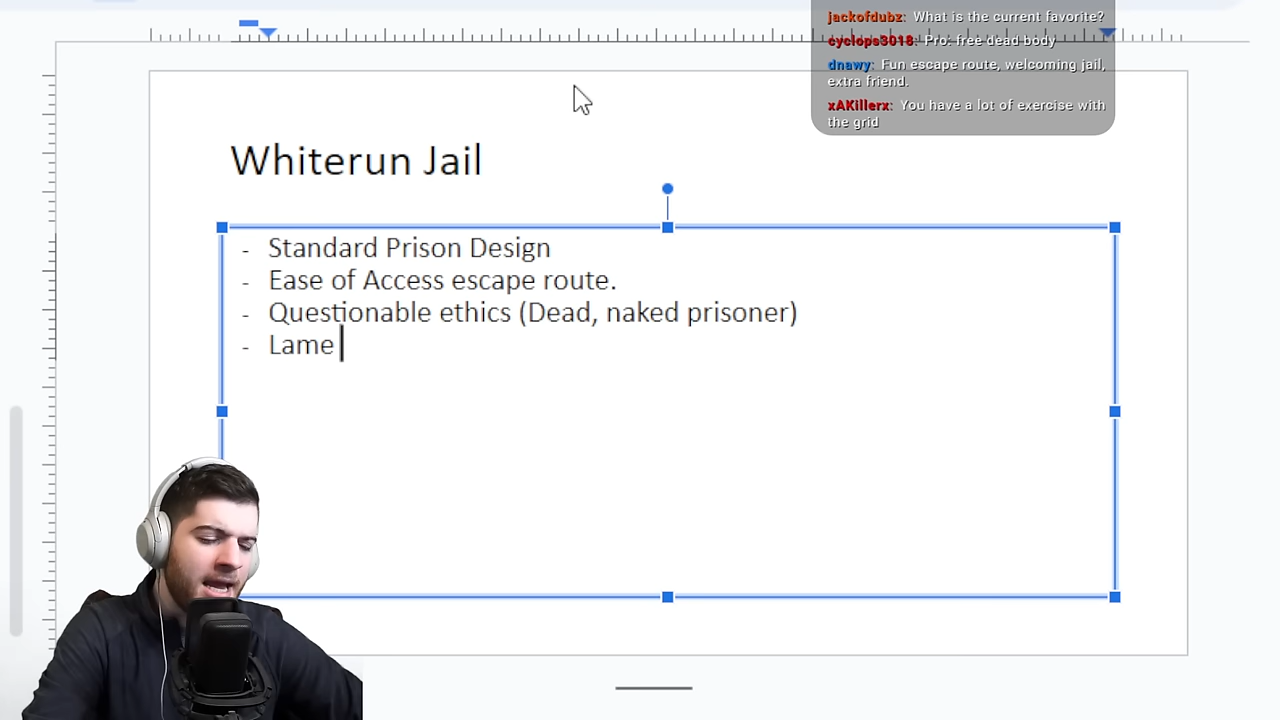 jackofdubz: What is the current favorite?
cyclops3018: Pro: free dead body
dnawy: Fun escape route, welcoming jail,
extra friend.
xAKillerx: You have a lot of exercise with
the grid
Whiterun Jail
- Standard Prison Design
- Ease of Access escape route.
- Questionable ethics (Dead, naked prisoner)
- Lame